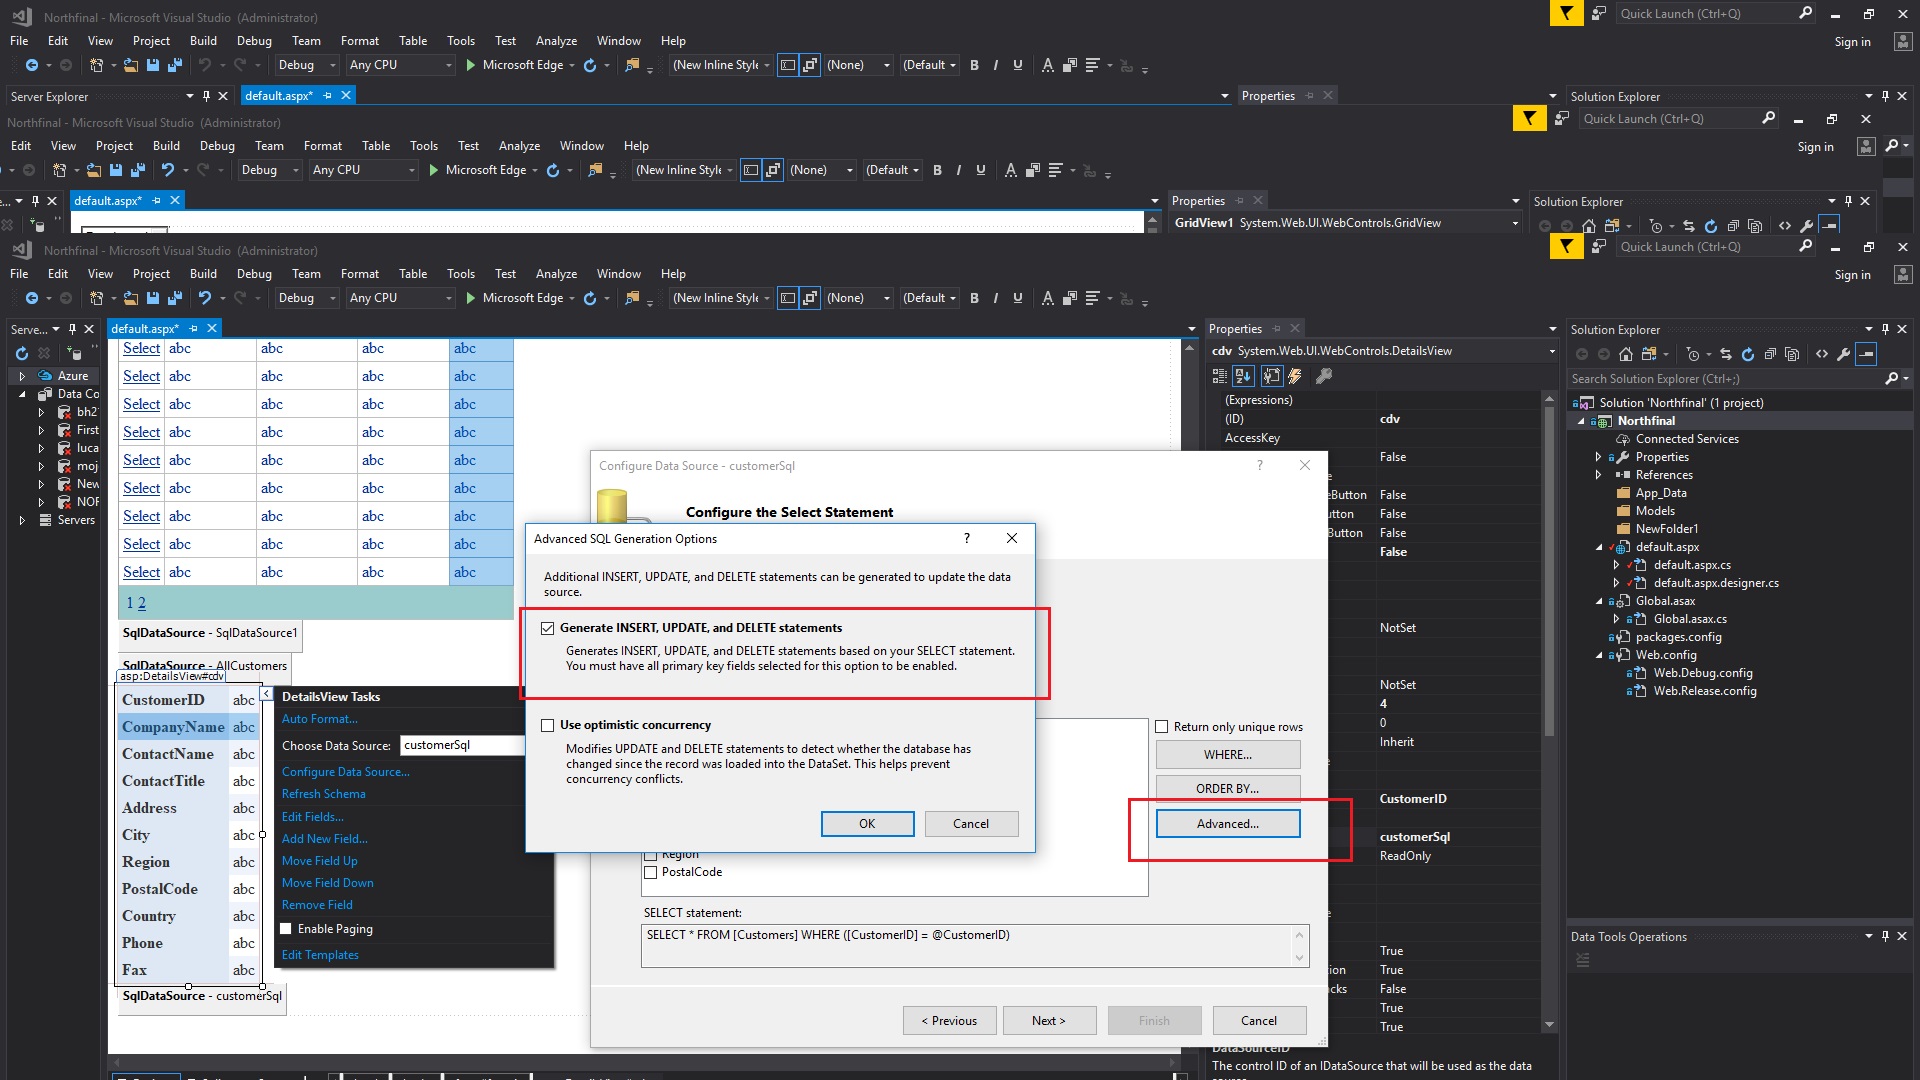 Northfinal - Microsoft Visual Studio (Administrator)
Quick Launch (Ctrl+Q)
File Edit View Project Build Debug Team Format Table Tools Test Analyze Window Help
Sign in
Debug Any CPU Microsoft Edge (New Inline Style (None) (Default B I U A
Server Explorer default.aspx* Properties Solution Explorer
Northfinal - Microsoft Visual Studio (Administrator)
Quick Launch (Ctrl+Q)
Edit View Project Build Debug Team Format Table Tools Test Analyze Window Help
Sign in
Debug Any CPU Microsoft Edge (New Inline Style (None) (Default B I U A
default.aspx* Properties Solution Explorer
GridView1 System.Web.UI.WebControls.GridView
Northfinal - Microsoft Visual Studio (Administrator)
Quick Launch (Ctrl+Q)
File Edit View Project Build Debug Team Format Table Tools Test Analyze Window Help
Sign in
Debug Any CPU Microsoft Edge (New Inline Style (None) (Default B I U A
Serve...
Azure
Data Co
bh2
First
luca
moj
New
NOR
Servers
default.aspx*
Select abc abc abc abc
Select abc abc abc abc
Select abc abc abc abc
Select abc abc abc abc
Select abc abc abc abc
Select abc abc abc abc
Select abc abc abc abc
Select abc abc abc abc
Select abc abc abc abc
1 2
SqlDataSource - SqlDataSource1
SqlDataSource - AllCustomers
asp:DetailsView#cdv
CustomerID abc
CompanyName abc
ContactName abc
ContactTitle abc
Address abc
City abc
Region abc
PostalCode abc
Country abc
Phone abc
Fax abc
SqlDataSource - customerSql
DetailsView Tasks
Auto Format...
Choose Data Source: customerSql
Configure Data Source...
Refresh Schema
Edit Fields...
Add New Field...
Move Field Up
Move Field Down
Remove Field
Enable Paging
Edit Templates
Configure Data Source - customerSql
?
Configure the Select Statement
Advanced SQL Generation Options
?
Additional INSERT, UPDATE, and DELETE statements can be generated to update the data
source.
Generate INSERT, UPDATE, and DELETE statements
Generates INSERT, UPDATE, and DELETE statements based on your SELECT statement.
You must have all primary key fields selected for this option to be enabled.
Use optimistic concurrency
Modifies UPDATE and DELETE statements to detect whether the database has
changed since the record was loaded into the DataSet. This helps prevent
concurrency conflicts.
OK Cancel
Return only unique rows
WHERE...
ORDER BY...
Advanced...
Region
PostalCode
SELECT statement:
SELECT * FROM [Customers] WHERE ([CustomerID] = @CustomerID)
< Previous Next > Finish Cancel
Properties
cdv System.Web.UI.WebControls.DetailsView
(Expressions)
(ID) cdv
AccessKey
False
eButton False
utton False
Button False
False
NotSet
NotSet
4
0
Inherit
CustomerID
customerSql
ReadOnly
True
tion True
cks False
True
True
DataSourceID
The control ID of an IDataSource that will be used as the data
Solution Explorer
Search Solution Explorer (Ctrl+;)
Solution 'Northfinal' (1 project)
Northfinal
Connected Services
Properties
References
App_Data
Models
NewFolder1
default.aspx
default.aspx.cs
default.aspx.designer.cs
Global.asax
Global.asax.cs
packages.config
Web.config
Web.Debug.config
Web.Release.config
Data Tools Operations